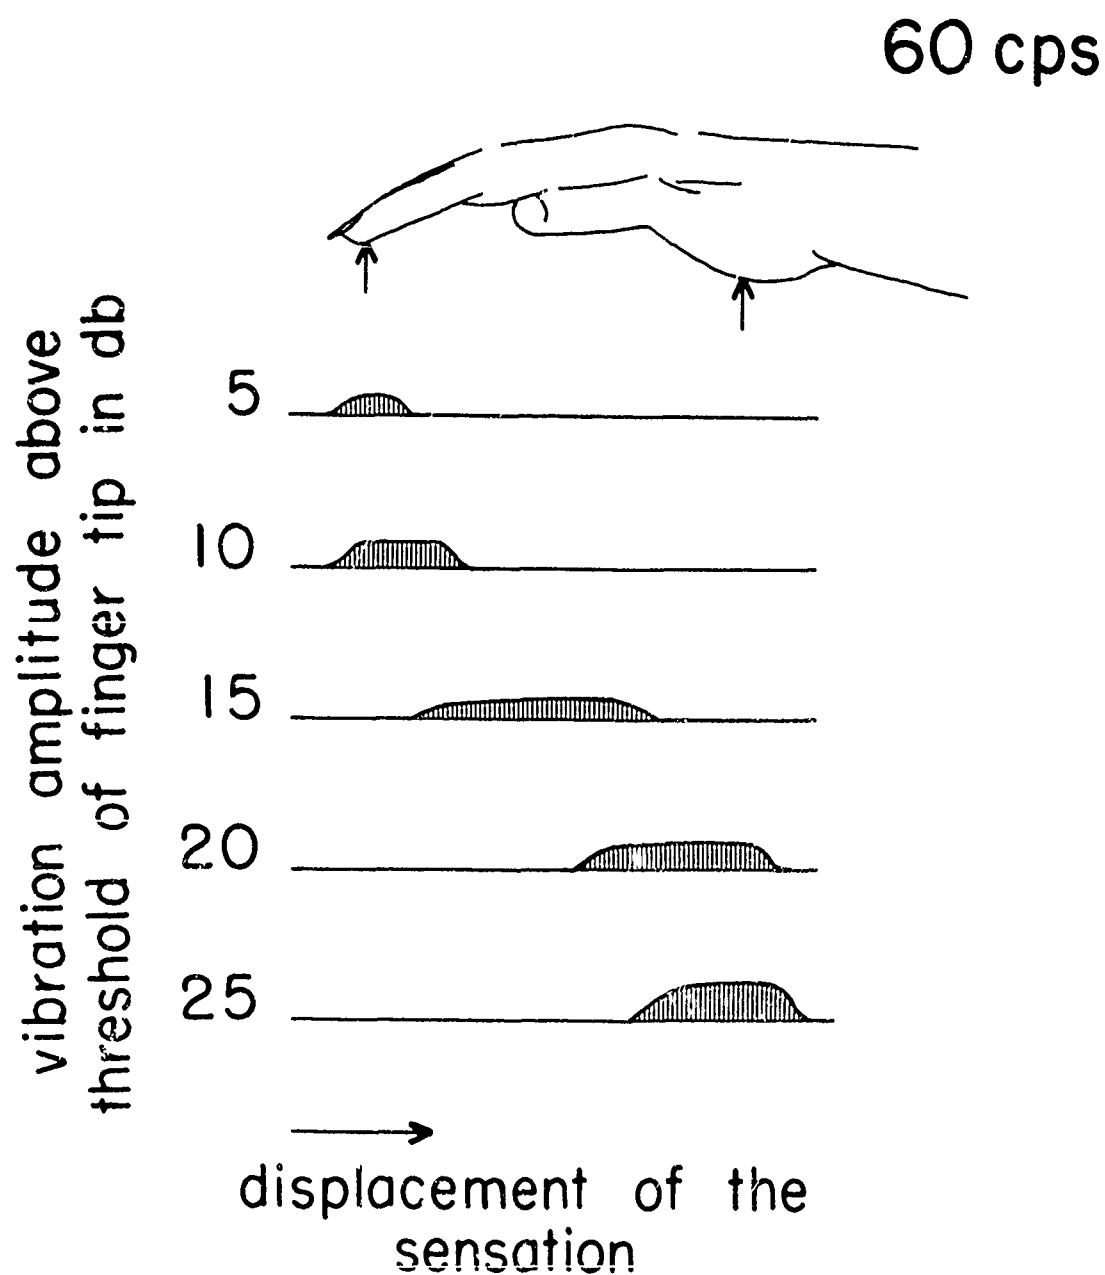 60 cps
vibration amplitude above
threshold of finger tip in db
5
10
15
20
25
displacement of the
sensation